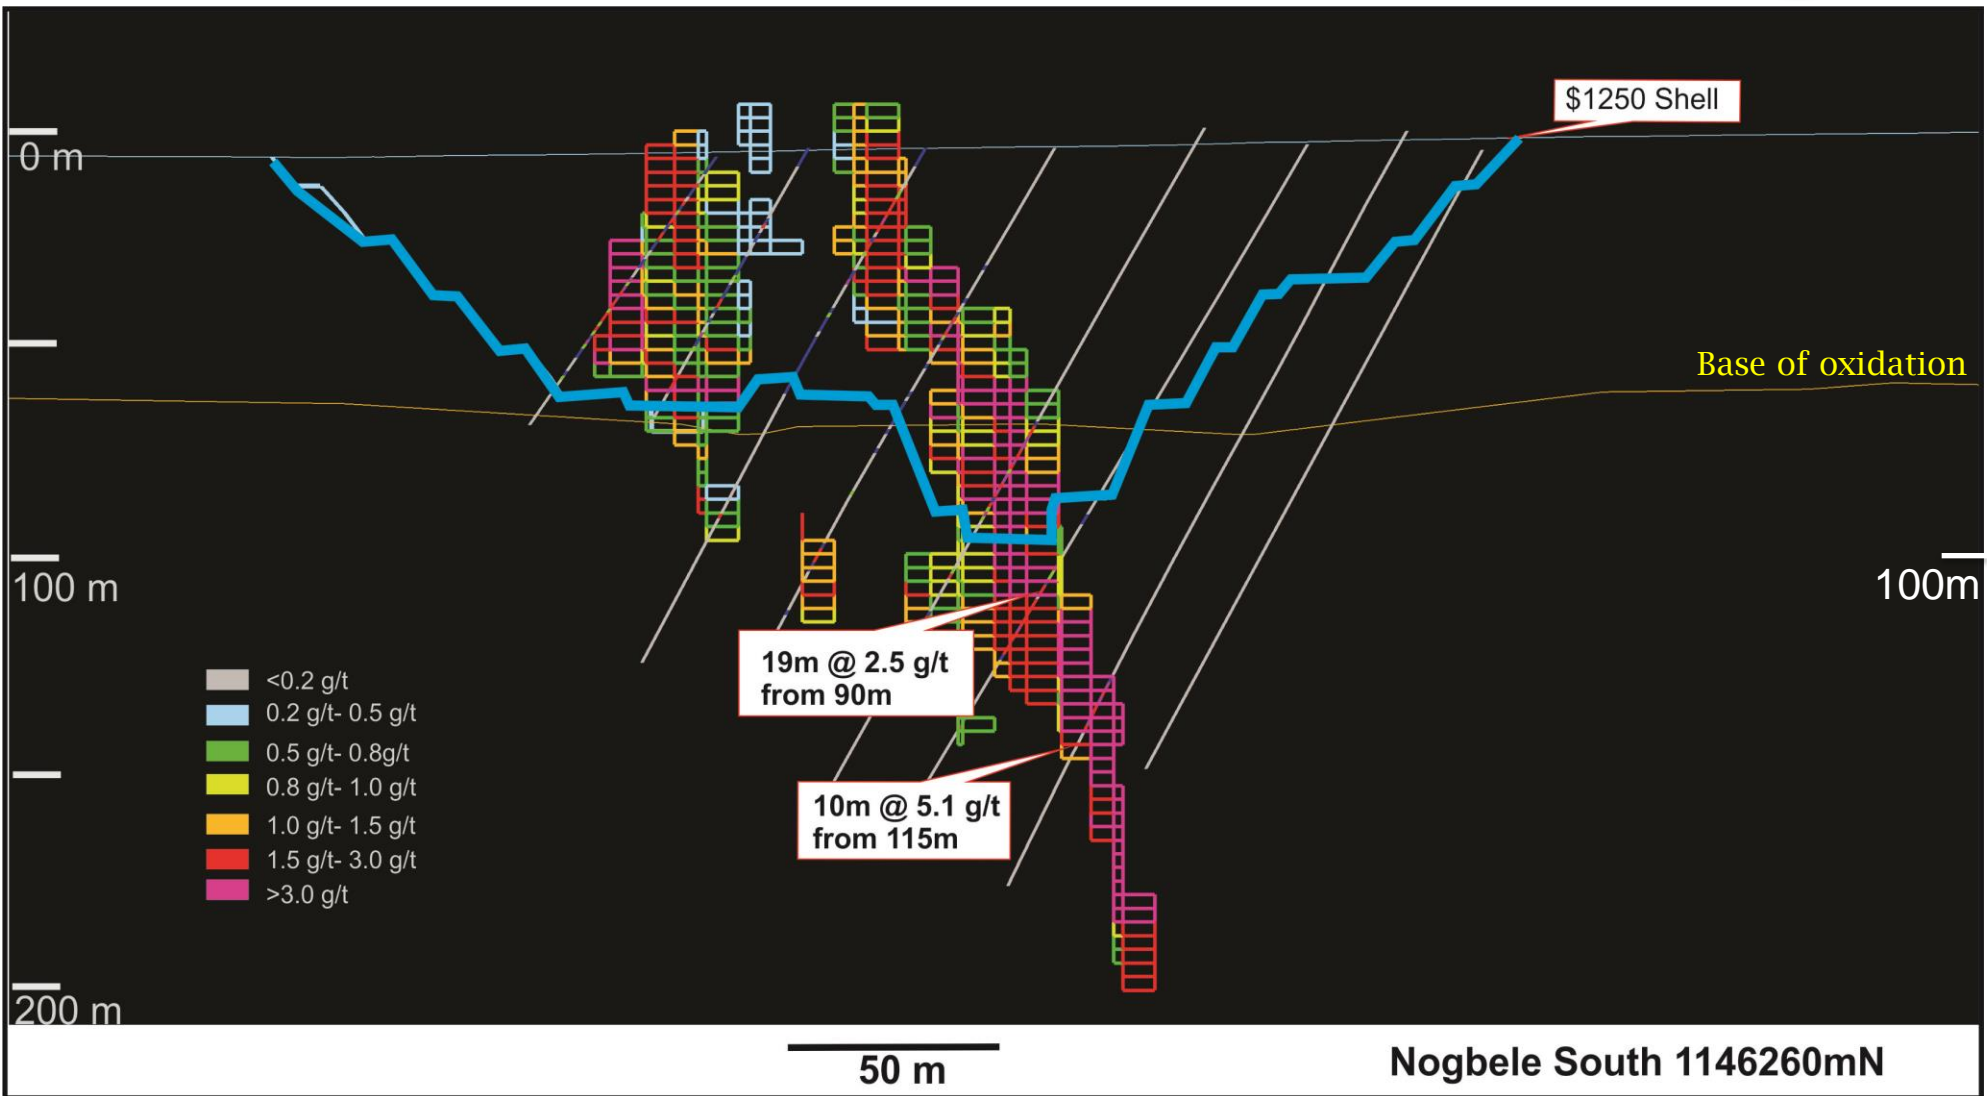 $1250 Shell
0 m
Base of oxidation
100 m
100m
19m @ 2.5 g/t
from 90m
<0.2 g/t
0.2 g/t- 0.5 g/t
0.5 g/t- 0.8g/t
0.8 g/t- 1.0 g/t
1.0 g/t- 1.5 g/t
1.5 g/t- 3.0 g/t
>3.0 g/t
10m @ 5.1 g/t
from 115m
200 m
50 m
Nogbele South 1146260mN